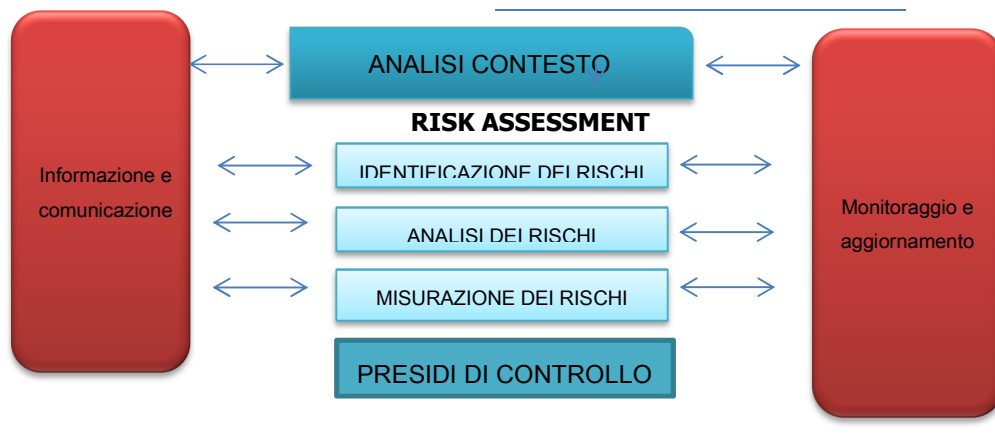 ANALISI CONTESTO
RISK ASSESSMENT
IDENTIFICAZIONE DEI RISCHI
ANALISI DEI RISCHI
MISURAZIONE DEI RISCHI
PRESIDI DI CONTROLLO
Informazione e
comunicazione
Monitoraggio e
aggiornamento